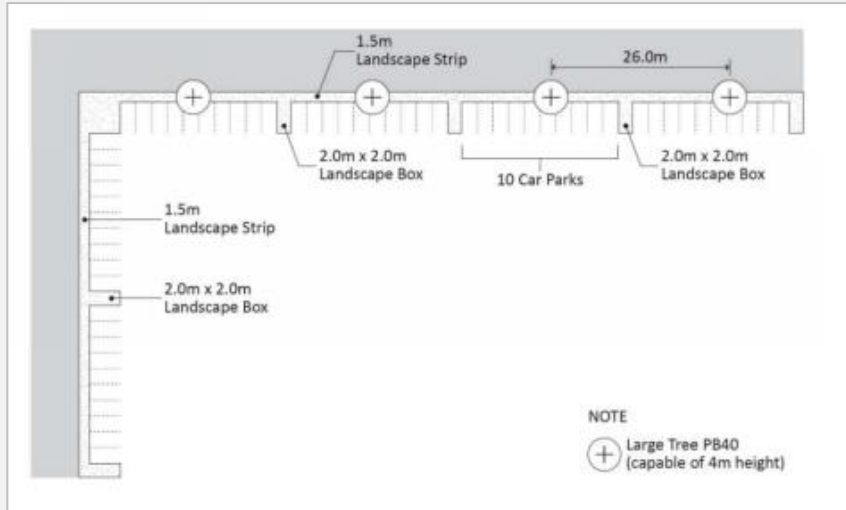 1.5m
Landscape Strip
26.0m
2.0m x 2.0m
Landscape Box
10 Car Parks
2.0m x 2.0m
Landscape Box
1.5m
Landscape Strip
2.0m x 2.0m
Landscape Box
NOTE
Large Tree PB40
(capable of 4m height)